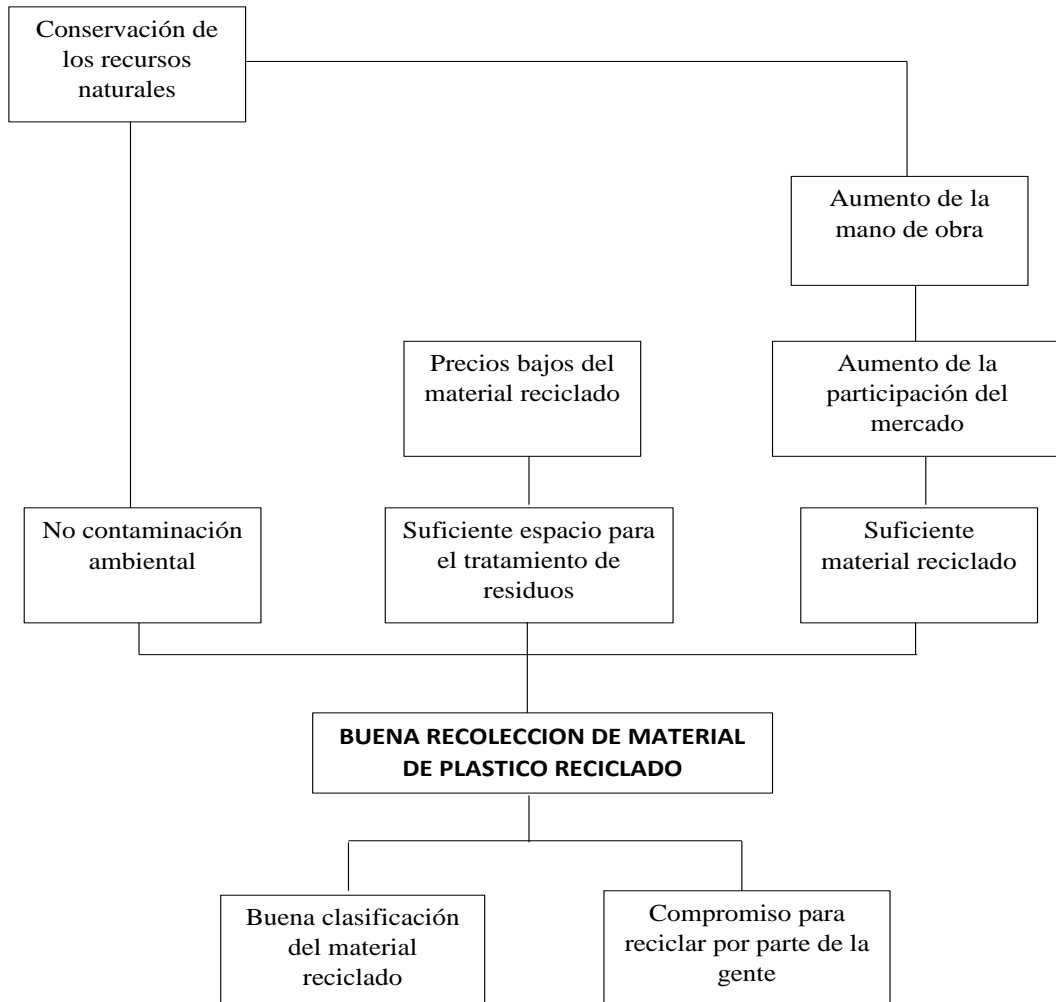 Conservación de
los recursos
naturales
Aumento de la
mano de obra
Precios bajos del
material reciclado
Aumento de la
participación del
mercado
No contaminación
ambiental
Suficiente espacio para
el tratamiento de
residuos
Suficiente
material reciclado
BUENA RECOLECCION DE MATERIAL
DE PLASTICO RECICLADO
Buena clasificación
del material
reciclado
Compromiso para
reciclar por parte de la
gente